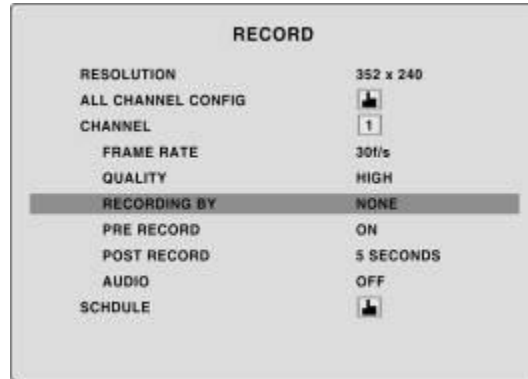 RECORD
RESOLUTION 352 x 240
ALL CHANNEL CONFIG
CHANNEL 1
FRAME RATE 30f/s
QUALITY HIGH
RECORDING BY NONE
PRE RECORD ON
POST RECORD 5 SECONDS
AUDIO OFF
SCHDULE